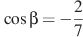 cos β = −2/7